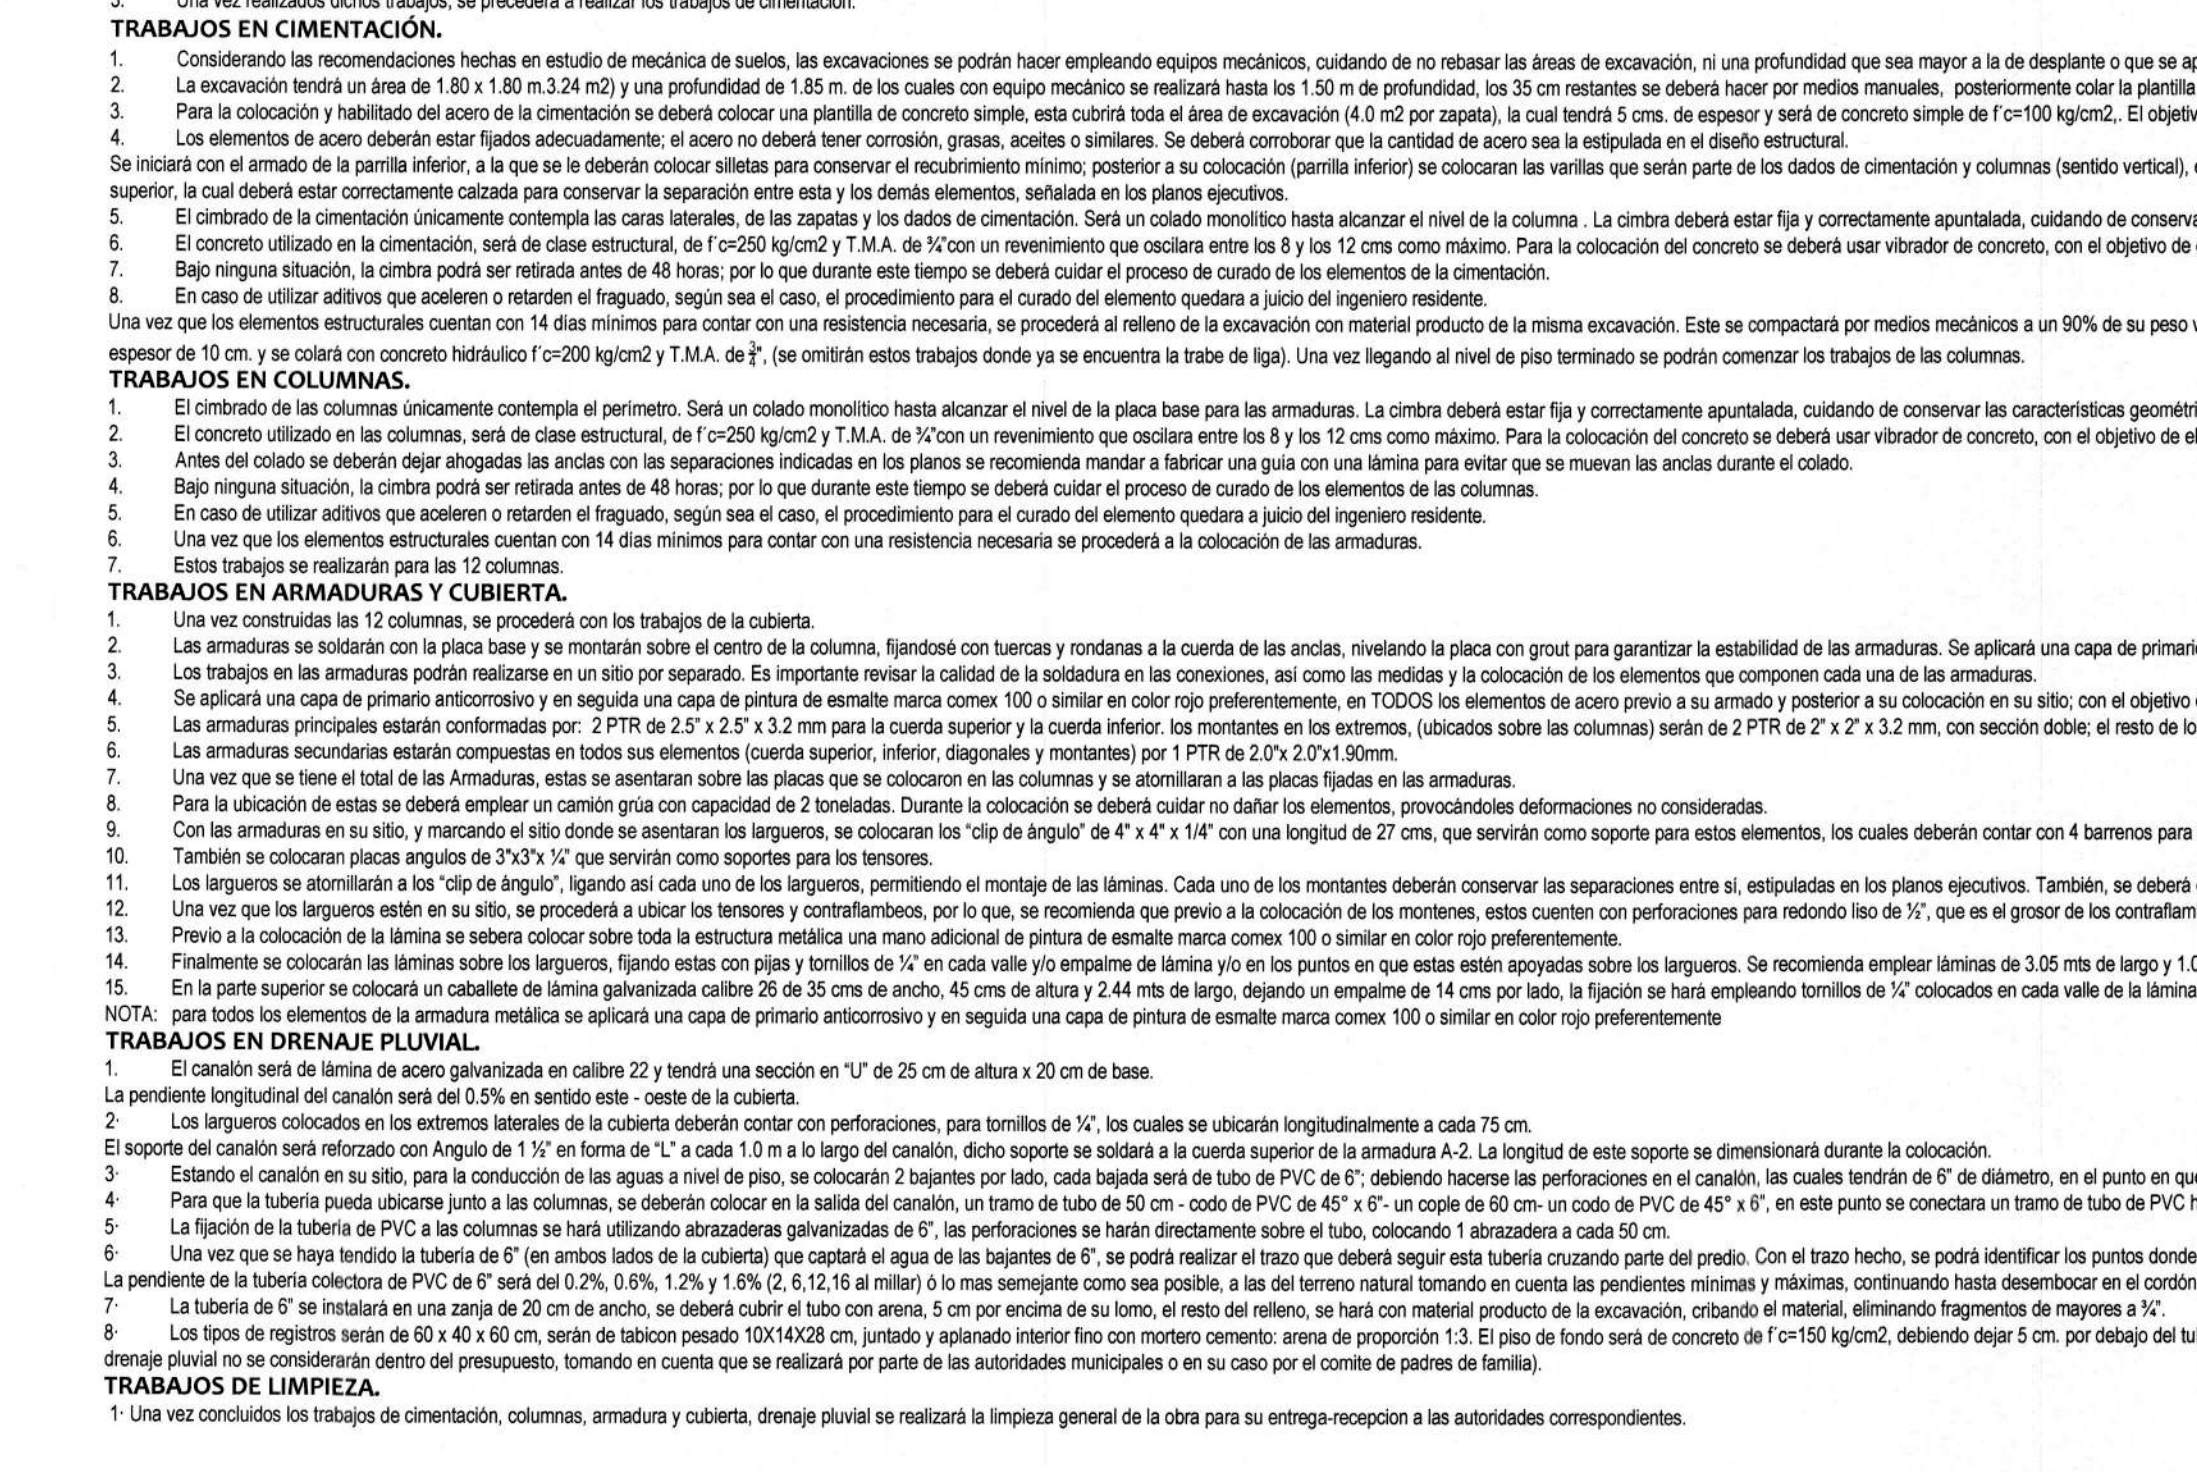 3. Una vez realizados dichos trabajos, se precederá a realizar los trabajos de cimentación.
TRABAJOS EN CIMENTACIÓN.
1. Considerando las recomendaciones hechas en estudio de mecánica de suelos, las excavaciones se podrán hacer empleando equipos mecánicos, cuidando de no rebasar las áreas de excavación, ni una profundidad que sea mayor a la de desplante o que se
2. La excavación tendrá un área de 1.80 x 1.80 m.3.24 m2) y una profundidad de 1.85 m. de los cuales con equipo mecánico se realizará hasta los 1.50 m de profundidad, los 35 cm restantes se deberá hacer por medios manuales, posteriormente colar la plantilla
3. Para la colocación y habilitado del acero de la cimentación se deberá colocar una plantilla de concreto simple, esta cubrirá toda el área de excavación (4.0 m2 por zapata), la cual tendrá 5 cms. de espesor y será de concreto simple de f´c=100 kg/cm2,. El
4. Los elementos de acero deberán estar fijados adecuadamente; el acero no deberá tener corrosión, grasas, aceites o similares. Se deberá corroborar que la cantidad de acero sea la estipulada en el diseño estructural.
Se iniciará con el armado de la parrilla inferior, a la que se le deberán colocar silletas para conservar el recubrimiento mínimo; posterior a su colocación (parrilla inferior) se colocaran las varillas que serán parte de los dados de cimentación y columnas (sentido vertical),
superior, la cual deberá estar correctamente calzada para conservar la separación entre esta y los demás elementos, señalada en los planos ejecutivos.
5. El cimbrado de la cimentación únicamente contempla las caras laterales, de las zapatas y los dados de cimentación. Será un colado monolítico hasta alcanzar el nivel de la columna . La cimbra deberá estar fija y correctamente apuntalada, cuidando de
6. El concreto utilizado en la cimentación, será de clase estructural, de f´c=250 kg/cm2 y T.M.A. de ¾"con un revenimiento que oscilara entre los 8 y los 12 cms como máximo. Para la colocación del concreto se deberá usar vibrador de concreto, con el objetivo de
7. Bajo ninguna situación, la cimbra podrá ser retirada antes de 48 horas; por lo que durante este tiempo se deberá cuidar el proceso de curado de los elementos de la cimentación.
8. En caso de utilizar aditivos que aceleren o retarden el fraguado, según sea el caso, el procedimiento para el curado del elemento quedara a juicio del ingeniero residente.
Una vez que los elementos estructurales cuentan con 14 días mínimos para contar con una resistencia necesaria, se procederá al relleno de la excavación con material producto de la misma excavación. Este se compactará por medios mecánicos a un 90% de su peso
espesor de 10 cm. y se colará con concreto hidráulico f´c=200 kg/cm2 y T.M.A. de ¾", (se omitirán estos trabajos donde ya se encuentra la trabe de liga). Una vez llegando al nivel de piso terminado se podrán comenzar los trabajos de las columnas.
TRABAJOS EN COLUMNAS.
1. El cimbrado de las columnas únicamente contempla el perímetro. Será un colado monolítico hasta alcanzar el nivel de la placa base para las armaduras. La cimbra deberá estar fija y correctamente apuntalada, cuidando de conservar las características
2. El concreto utilizado en las columnas, será de clase estructural, de f´c=250 kg/cm2 y T.M.A. de ¾"con un revenimiento que oscilara entre los 8 y los 12 cms como máximo. Para la colocación del concreto se deberá usar vibrador de concreto, con el objetivo de
3. Antes del colado se deberán dejar ahogadas las anclas con las separaciones indicadas en los planos se recomienda mandar a fabricar una guía con una lámina para evitar que se muevan las anclas durante el colado.
4. Bajo ninguna situación, la cimbra podrá ser retirada antes de 48 horas; por lo que durante este tiempo se deberá cuidar el proceso de curado de los elementos de las columnas.
5. En caso de utilizar aditivos que aceleren o retarden el fraguado, según sea el caso, el procedimiento para el curado del elemento quedara a juicio del ingeniero residente.
6. Una vez que los elementos estructurales cuentan con 14 días mínimos para contar con una resistencia necesaria se procederá a la colocación de las armaduras.
7. Estos trabajos se realizarán para las 12 columnas.
TRABAJOS EN ARMADURAS Y CUBIERTA.
1. Una vez construidas las 12 columnas, se procederá con los trabajos de la cubierta.
2. Las armaduras se soldarán con la placa base y se montarán sobre el centro de la columna, fijandosé con tuercas y rondanas a la cuerda de las anclas, nivelando la placa con grout para garantizar la estabilidad de las armaduras. Se aplicará una capa de
3. Los trabajos en las armaduras podrán realizarse en un sitio por separado. Es importante revisar la calidad de la soldadura en las conexiones, así como las medidas y la colocación de los elementos que componen cada una de las armaduras.
4. Se aplicará una capa de primario anticorrosivo y en seguida una capa de pintura de esmalte marca comex 100 o similar en color rojo preferentemente, en TODOS los elementos de acero previo a su armado y posterior a su colocación en su sitio; con el objetivo
5. Las armaduras principales estarán conformadas por: 2 PTR de 2.5" x 2.5" x 3.2 mm para la cuerda superior y la cuerda inferior. los montantes en los extremos, (ubicados sobre las columnas) serán de 2 PTR de 2" x 2" x 3.2 mm, con sección doble; el resto de
6. Las armaduras secundarias estarán compuestas en todos sus elementos (cuerda superior, inferior, diagonales y montantes) por 1 PTR de 2.0"x 2.0"x1.90mm.
7. Una vez que se tiene el total de las Armaduras, estas se asentaran sobre las placas que se colocaron en las columnas y se atornillaran a las placas fijadas en las armaduras.
8. Para la ubicación de estas se deberá emplear un camión grúa con capacidad de 2 toneladas. Durante la colocación se deberá cuidar no dañar los elementos, provocándoles deformaciones no consideradas.
9. Con las armaduras en su sitio, y marcando el sitio donde se asentaran los largueros, se colocaran los "clip de ángulo" de 4" x 4" x 1/4" con una longitud de 27 cms, que servirán como soporte para estos elementos, los cuales deberán contar con 4 barrenos para
10. También se colocaran placas angulos de 3"x3"x ¼" que servirán como soportes para los tensores.
11. Los largueros se atornillarán a los "clip de ángulo", ligando así cada uno de los largueros, permitiendo el montaje de las láminas. Cada uno de los montantes deberán conservar las separaciones entre sí, estipuladas en los planos ejecutivos. También, se deberá
12. Una vez que los largueros estén en su sitio, se procederá a ubicar los tensores y contraflambeos, por lo que, se recomienda que previo a la colocación de los montenes, estos cuenten con perforaciones para redondo liso de ½", que es el grosor de los
13. Previo a la colocación de la lámina se sebera colocar sobre toda la estructura metálica una mano adicional de pintura de esmalte marca comex 100 o similar en color rojo preferentemente.
14. Finalmente se colocarán las láminas sobre los largueros, fijando estas con pijas y tornillos de ¼" en cada valle y/o empalme de lámina y/o en los puntos en que estas estén apoyadas sobre los largueros. Se recomienda emplear láminas de 3.05 mts de largo y
15. En la parte superior se colocará un caballete de lámina galvanizada calibre 26 de 35 cms de ancho, 45 cms de altura y 2.44 mts de largo, dejando un empalme de 14 cms por lado, la fijación se hará empleando tornillos de ¼" colocados en cada valle de la lámina
NOTA: para todos los elementos de la armadura metálica se aplicará una capa de primario anticorrosivo y en seguida una capa de pintura de esmalte marca comex 100 o similar en color rojo preferentemente
TRABAJOS EN DRENAJE PLUVIAL.
1. El canalón será de lámina de acero galvanizada en calibre 22 y tendrá una sección en "U" de 25 cm de altura x 20 cm de base.
La pendiente longitudinal del canalón será del 0.5% en sentido este - oeste de la cubierta.
2· Los largueros colocados en los extremos laterales de la cubierta deberán contar con perforaciones, para tornillos de ¼", los cuales se ubicarán longitudinalmente a cada 75 cm.
El soporte del canalón será reforzado con Angulo de 1 ½" en forma de "L" a cada 1.0 m a lo largo del canalón, dicho soporte se soldará a la cuerda superior de la armadura A-2. La longitud de este soporte se dimensionará durante la colocación.
3· Estando el canalón en su sitio, para la conducción de las aguas a nivel de piso, se colocarán 2 bajantes por lado, cada bajada será de tubo de PVC de 6"; debiendo hacerse las perforaciones en el canalón, las cuales tendrán de 6" de diámetro, en el punto en
4· Para que la tubería pueda ubicarse junto a las columnas, se deberán colocar en la salida del canalón, un tramo de tubo de 50 cm - codo de PVC de 45° x 6"- un cople de 60 cm- un codo de PVC de 45° x 6", en este punto se conectara un tramo de tubo de PVC
5· La fijación de la tubería de PVC a las columnas se hará utilizando abrazaderas galvanizadas de 6", las perforaciones se harán directamente sobre el tubo, colocando 1 abrazadera a cada 50 cm.
6· Una vez que se haya tendido la tubería de 6" (en ambos lados de la cubierta) que captará el agua de las bajantes de 6", se podrá realizar el trazo que deberá seguir esta tubería cruzando parte del predio. Con el trazo hecho, se podrá identificar los puntos donde
La pendiente de la tubería colectora de PVC de 6" será del 0.2%, 0.6%, 1.2% y 1.6% (2, 6,12,16 al millar) ó lo mas semejante como sea posible, a las del terreno natural tomando en cuenta las pendientes mínimas y máximas, continuando hasta desembocar en el cordón
7· La tubería de 6" se instalará en una zanja de 20 cm de ancho, se deberá cubrir el tubo con arena, 5 cm por encima de su lomo, el resto del relleno, se hará con material producto de la excavación, cribando el material, eliminando fragmentos de mayores a ¾".
8· Los tipos de registros serán de 60 x 40 x 60 cm, serán de tabicon pesado 10X14X28 cm, juntado y aplanado interior fino con mortero cemento: arena de proporción 1:3. El piso de fondo será de concreto de f´c=150 kg/cm2, debiendo dejar 5 cm. por debajo del
drenaje pluvial no se considerarán dentro del presupuesto, tomando en cuenta que se realizará por parte de las autoridades municipales o en su caso por el comite de padres de familia).
TRABAJOS DE LIMPIEZA.
1· Una vez concluidos los trabajos de cimentación, columnas, armadura y cubierta, drenaje pluvial se realizará la limpieza general de la obra para su entrega-recepcion a las autoridades correspondientes.